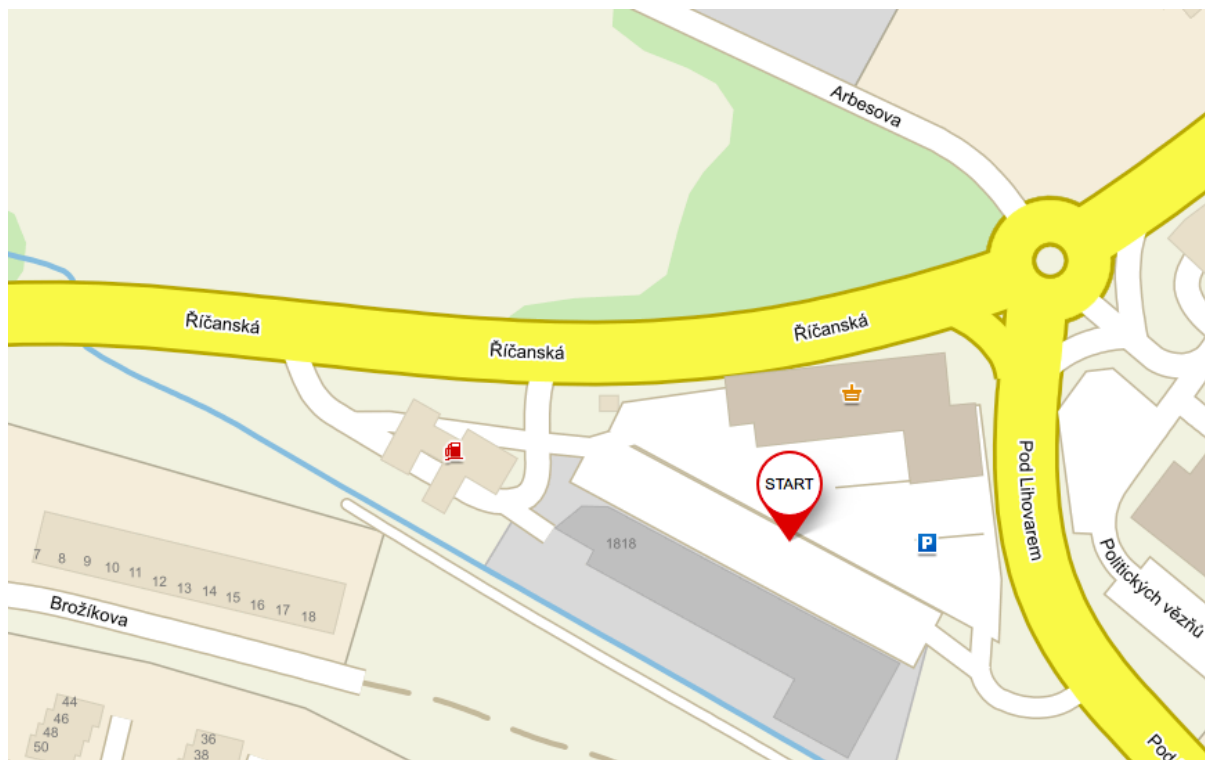 Arbesova
Říčanská
Říčanská
Říčanská
START
Pod Lihovarem
1818
P
Politických vězňů
7
8
9
10
11
12
13
14
15
16
17
18
Brožíkova
44
46
48
50
36
38
Pod